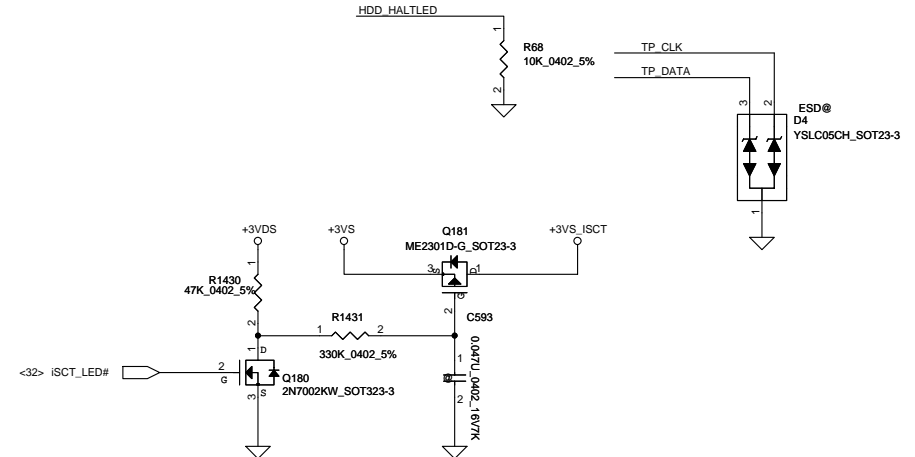 HDD_HALTLED
1
R68
10K_0402_5%
2
TP_CLK
TP_DATA
3
2
ESD@
D4
YSLC05CH_SOT23-3
1
+3VDS
+3VS
Q181
ME2301D-G_SOT23-3
+3VS_ISCT
3
S
D
1
G
2
1
R1430
47K_0402_5%
2
R1431
1
2
330K_0402_5%
C593
0.047U_0402_16V7K
1
2
<32> iSCT_LED#
2
G
1
D
Q180
2N7002KW_SOT323-3
3
S